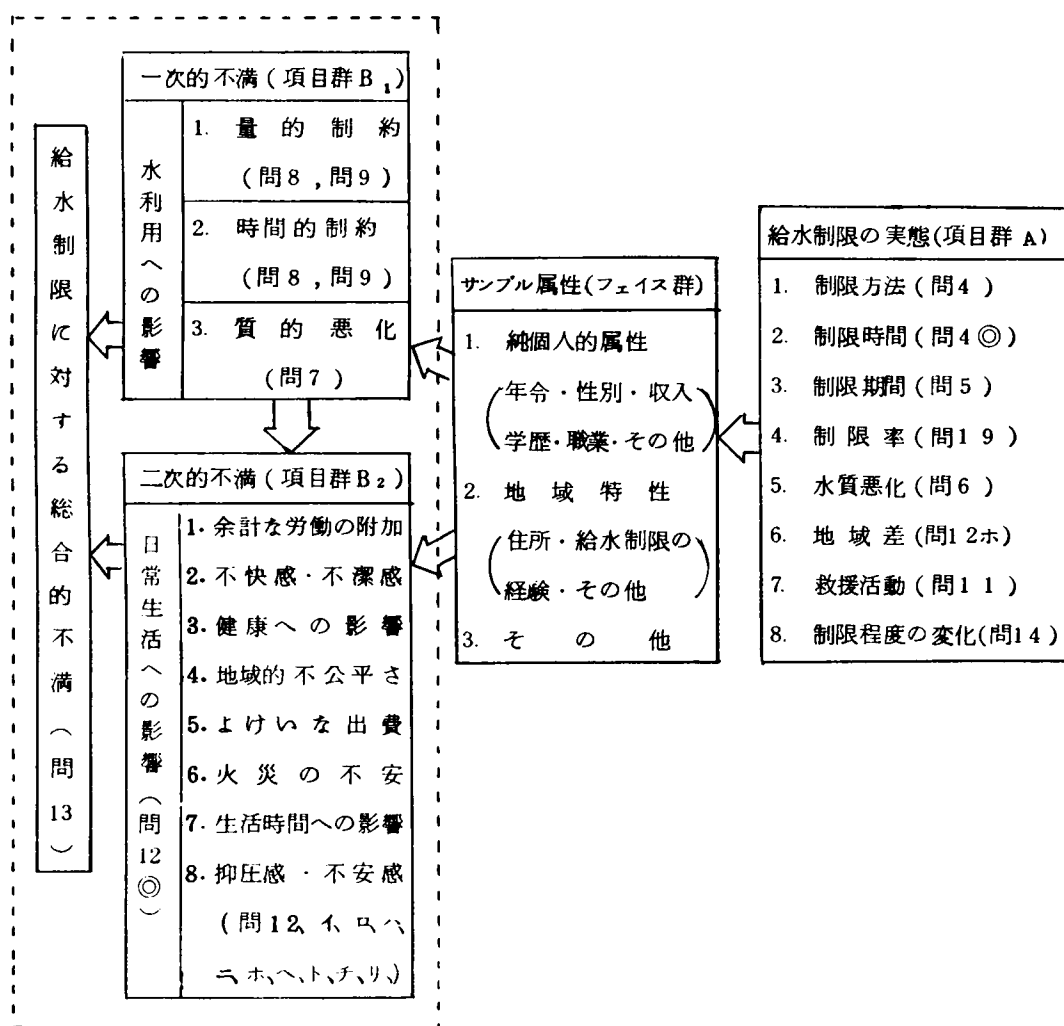 給水制限に対する総合的不満（問13）
一次的不満（項目群B₁）
水利用への影響
1. 量的制約
（問8，問9）
2. 時間的制約
（問8，問9）
3. 質的悪化
（問7）
二次的不満（項目群B₂）
日常生活への影響（問12◎）
1. 余計な労働の附加
2. 不快感・不潔感
3. 健康への影響
4. 地域的不公平さ
5. よけいな出費
6. 火災の不安
7. 生活時間への影響
8. 抑圧感・不安感
（問12、イ、ロ、ハ、
ニ、ホ、ヘ、ト、チ、リ、）
サンプル属性（フェイス群）
1. 純個人的属性
（年令・性別・収入
学歴・職業・その他）
2. 地域特性
（住所・給水制限の
経験・その他）
3. その他
給水制限の実態（項目群A）
1. 制限方法（問4）
2. 制限時間（問4◎）
3. 制限期間（問5）
4. 制限率（問19）
5. 水質悪化（問6）
6. 地域差（問12ホ）
7. 救援活動（問11）
8. 制限程度の変化（問14）